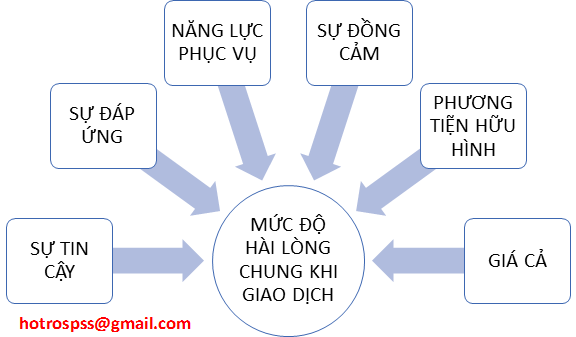 NĂNG LỰC
PHỤC VỤ
SỰ ĐỒNG
CẢM
SỰ ĐÁP
ỨNG
PHƯƠNG
TIỆN HỮU
HÌNH
SỰ TIN
CẬY
MỨC ĐỘ
HÀI LÒNG
CHUNG KHI
GIAO DỊCH
GIÁ CẢ
hotrospss@gmail.com